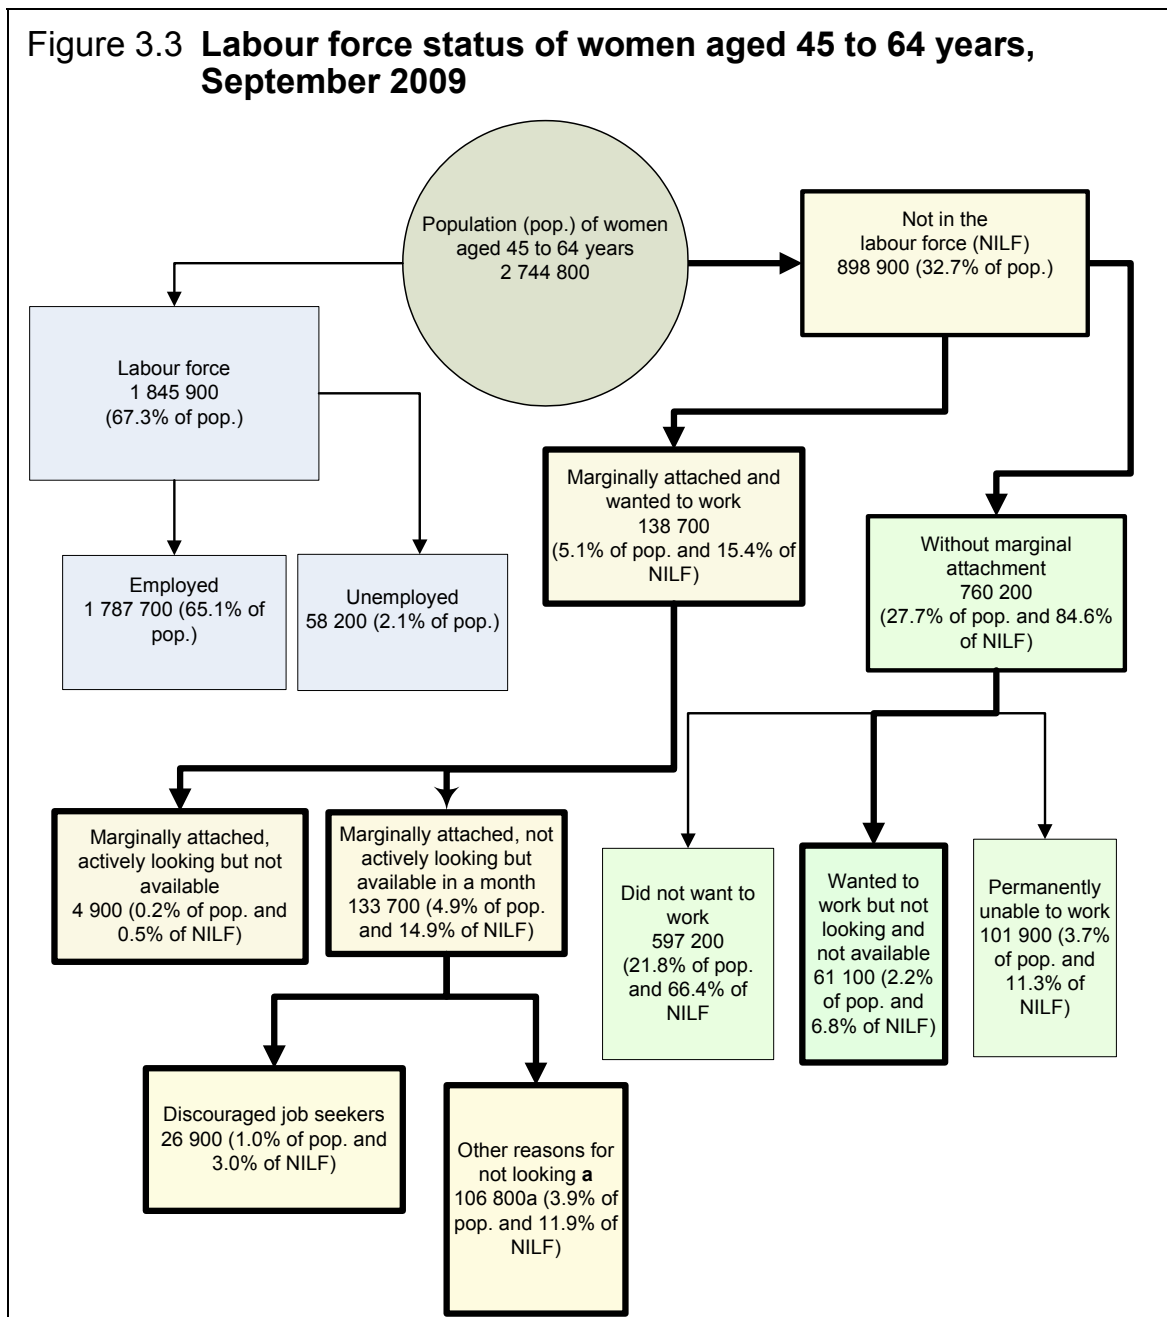 Figure 3.3 Labour force status of women aged 45 to 64 years,
September 2009
Population (pop.) of women
aged 45 to 64 years
2 744 800
Not in the
labour force (NILF)
898 900 (32.7% of pop.)
Labour force
1 845 900
(67.3% of pop.)
Marginally attached and
wanted to work
138 700
(5.1% of pop. and 15.4% of
NILF)
Without marginal
attachment
760 200
(27.7% of pop. and 84.6%
of NILF)
Employed
1 787 700 (65.1% of
pop.)
Unemployed
58 200 (2.1% of pop.)
Marginally attached,
actively looking but not
available
4 900 (0.2% of pop. and
0.5% of NILF)
Marginally attached, not
actively looking but
available in a month
133 700 (4.9% of pop.
and 14.9% of NILF)
Did not want to
work
597 200
(21.8% of pop.
and 66.4% of
NILF
Wanted to
work but not
looking and
not available
61 100 (2.2%
of pop. and
6.8% of NILF)
Permanently
unable to work
101 900 (3.7%
of pop. and
11.3% of
NILF)
Discouraged job seekers
26 900 (1.0% of pop. and
3.0% of NILF)
Other reasons for
not looking a
106 800a (3.9% of
pop. and 11.9% of
NILF)